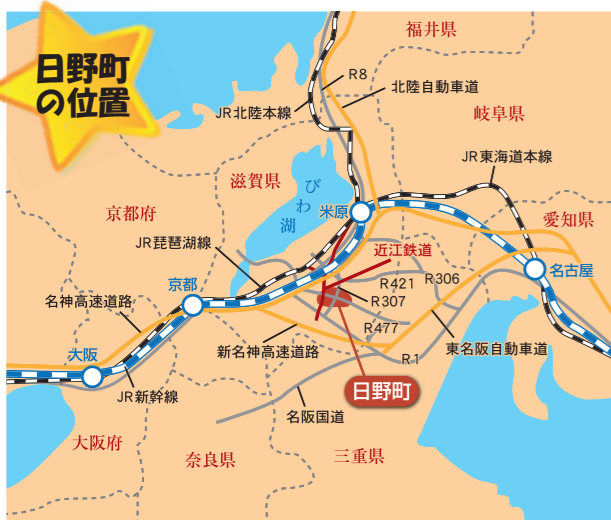 日野町
の位置
福井県
R8
北陸自動車道
JR北陸本線
岐阜県
JR東海道本線
滋賀県
びわ湖
米原
愛知県
京都府
JR琵琶湖線
近江鉄道
名古屋
京都
R421
R306
R307
名神高速道路
R477
新名神高速道路
東名阪自動車道
大阪
R1
JR新幹線
日野町
名阪国道
大阪府
奈良県
三重県